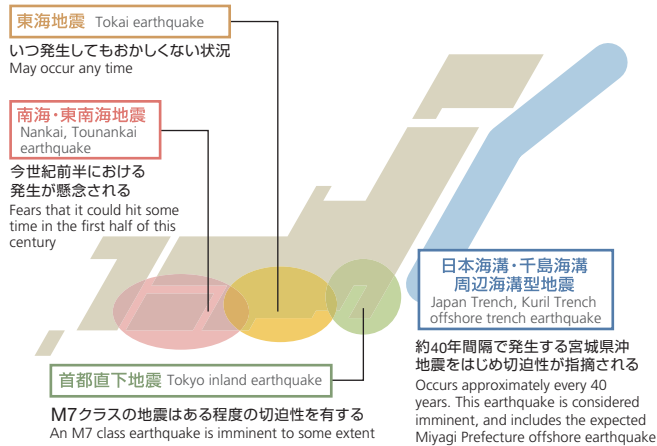 東海地震 Tokai earthquake
いつ発生してもおかしくない状況
May occur any time
南海・東南海地震
Nankai, Tounankai
earthquake
今世紀前半における
発生が懸念される
Fears that it could hit some
time in the first half of this
century
日本海溝・千島海溝
周辺海溝型地震
Japan Trench, Kuril Trench
offshore trench earthquake
約40年間隔で発生する宮城県沖
地震をはじめ切迫性が指摘される
Occurs approximately every 40
years. This earthquake is considered
imminent, and includes the expected
Miyagi Prefecture offshore earthquake
首都直下地震 Tokyo inland earthquake
M7クラスの地震はある程度の切迫性を有する
An M7 class earthquake is imminent to some extent